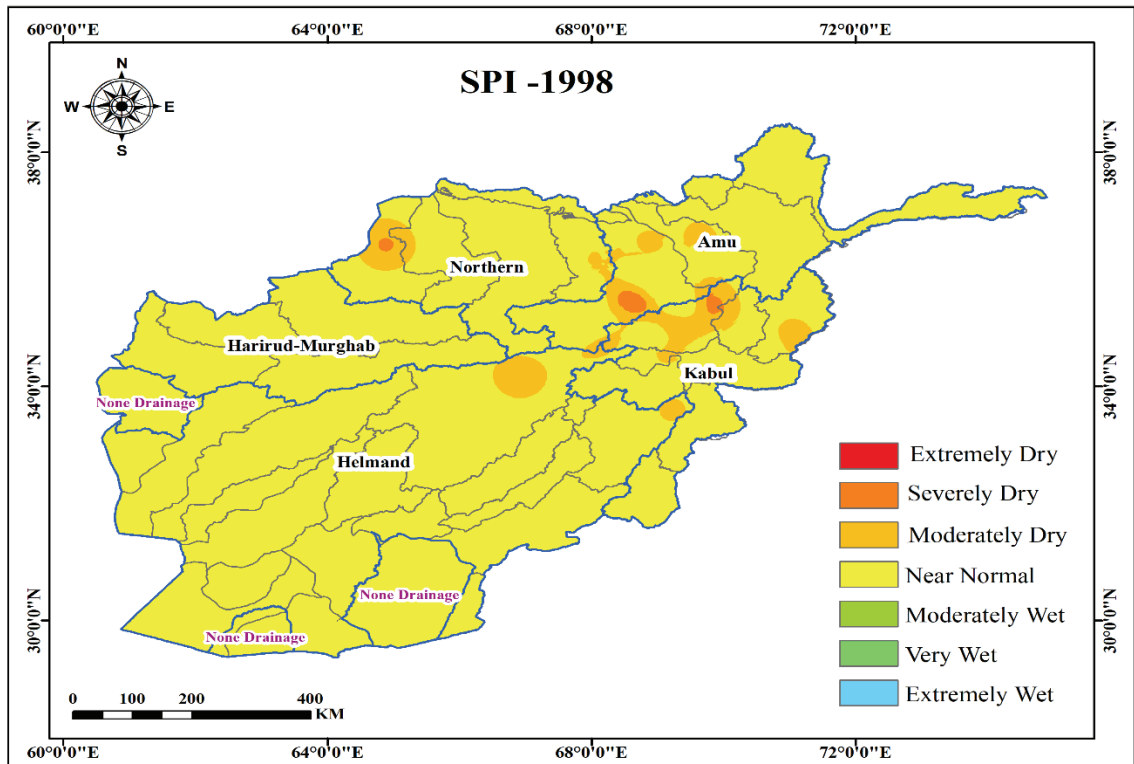 60°0'0"E 64°0'0"E 68°0'0"E 72°0'0"E
SPI -1998
N
W E
S
38°0'0"N 38°0'0"N
Amu
Northern
Harirud-Murghab
Kabul
34°0'0"N 34°0'0"N
None Drainage
Helmand
Extremely Dry
Severely Dry
Moderately Dry
Near Normal
None Drainage
Moderately Wet
30°0'0"N 30°0'0"N
None Drainage
Very Wet
Extremely Wet
0 100 200 400
KM
60°0'0"E 64°0'0"E 68°0'0"E 72°0'0"E